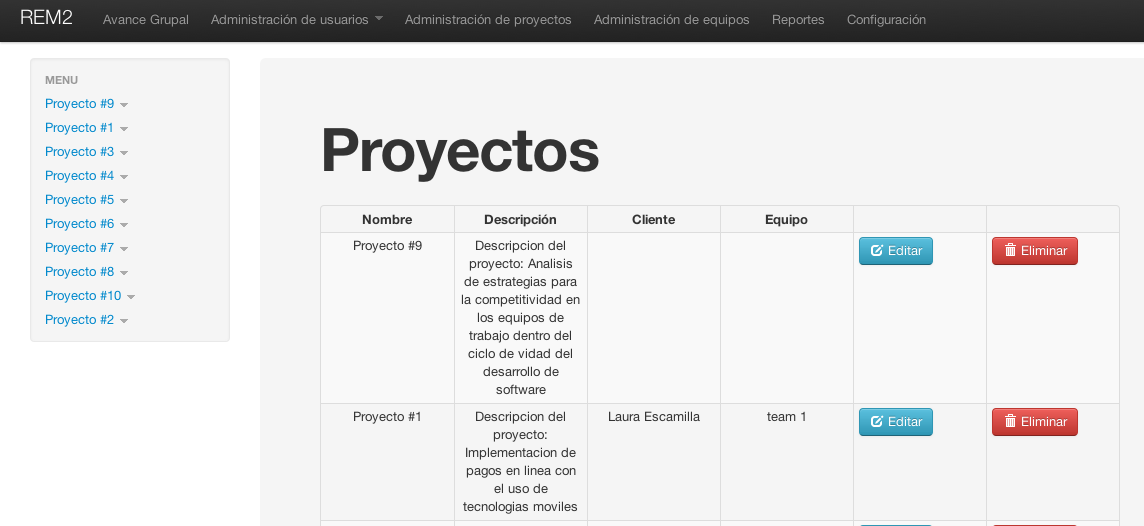 REM2 Avance Grupal Administración de usuarios Administración de proyectos Administración de equipos Reportes Configuración
MENU
Proyecto #9
Proyecto #1
Proyecto #3
Proyecto #4
Proyecto #5
Proyecto #6
Proyecto #7
Proyecto #8
Proyecto #10
Proyecto #2
Proyectos
Nombre Descripción Cliente Equipo
Proyecto #9 Descripcion del Editar Eliminar
proyecto: Analisis
de estrategias para
la competitividad en
los equipos de
trabajo dentro del
ciclo de vidad del
desarrollo de
software
Proyecto #1 Descripcion del Laura Escamilla team 1 Editar Eliminar
proyecto:
Implementacion de
pagos en linea con
el uso de
tecnologias moviles